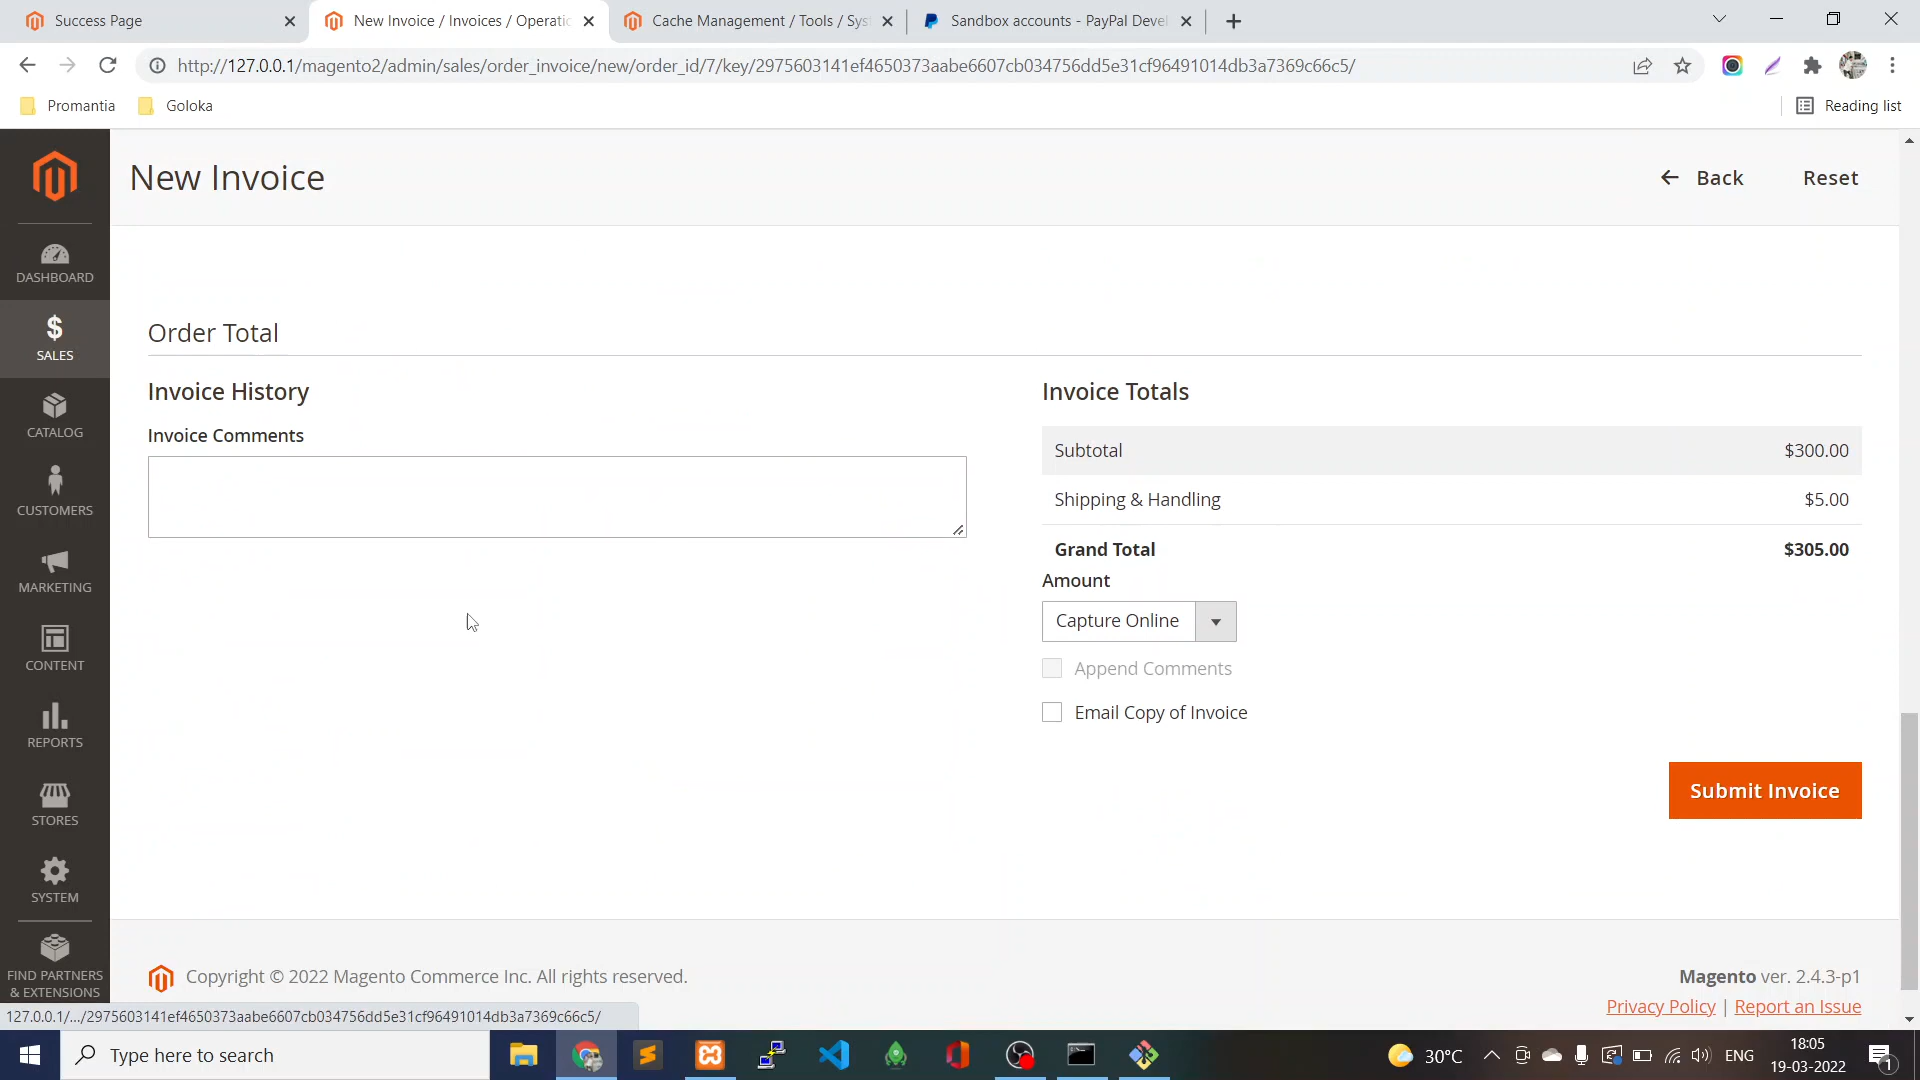 Success Page
New Invoice / Invoices / Operatic
Cache Management / Tools / Sys
Sandbox accounts - PayPal Devel
http://127.0.0.1/magento2/admin/sales/order_invoice/new/order_id/7/key/2975603141ef4650373aabe6607cb034756dd5e31cf96491014db3a7369c66c5/
Promantia
Goloka
Reading list
New Invoice
Back
Reset
DASHBOARD
SALES
CATALOG
CUSTOMERS
MARKETING
CONTENT
REPORTS
STORES
SYSTEM
FIND PARTNERS
& EXTENSIONS
Order Total
Invoice History
Invoice Comments
Invoice Totals
Subtotal $300.00
Shipping & Handling $5.00
Grand Total $305.00
Amount
Capture Online
Append Comments
Email Copy of Invoice
Submit Invoice
Copyright © 2022 Magento Commerce Inc. All rights reserved.
Magento ver. 2.4.3-p1
Privacy Policy | Report an Issue
127.0.0.1/.../2975603141ef4650373aabe6607cb034756dd5e31cf96491014db3a7369c66c5/
Type here to search
30°C
ENG
18:05
19-03-2022
1